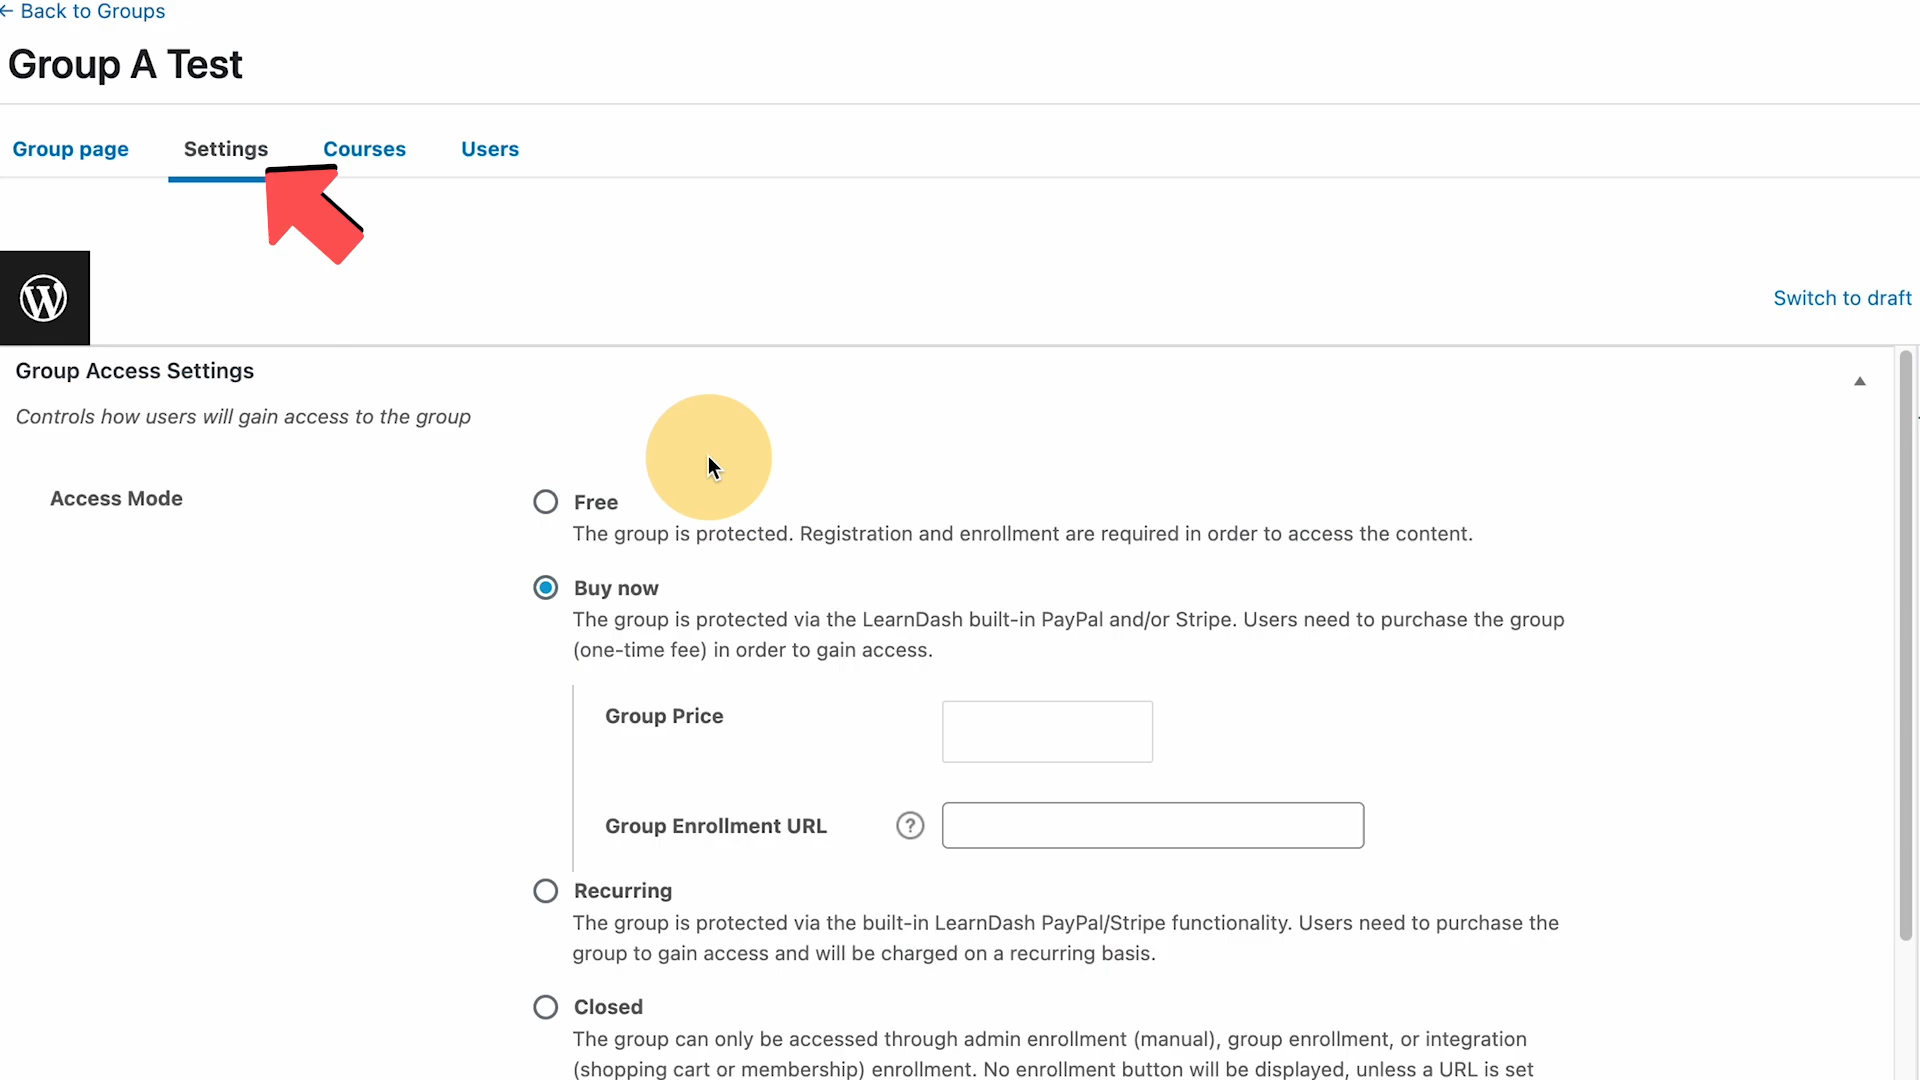 ← Back to Groups
Group A Test
Group page Settings Courses Users
Switch to draft
Group Access Settings
Controls how users will gain access to the group
Access Mode
Free
The group is protected. Registration and enrollment are required in order to access the content.
Buy now
The group is protected via the LearnDash built-in PayPal and/or Stripe. Users need to purchase the group
(one-time fee) in order to gain access.
Group Price
Group Enrollment URL ?
Recurring
The group is protected via the built-in LearnDash PayPal/Stripe functionality. Users need to purchase the
group to gain access and will be charged on a recurring basis.
Closed
The group can only be accessed through admin enrollment (manual), group enrollment, or integration
(shopping cart or membership) enrollment. No enrollment button will be displayed, unless a URL is set